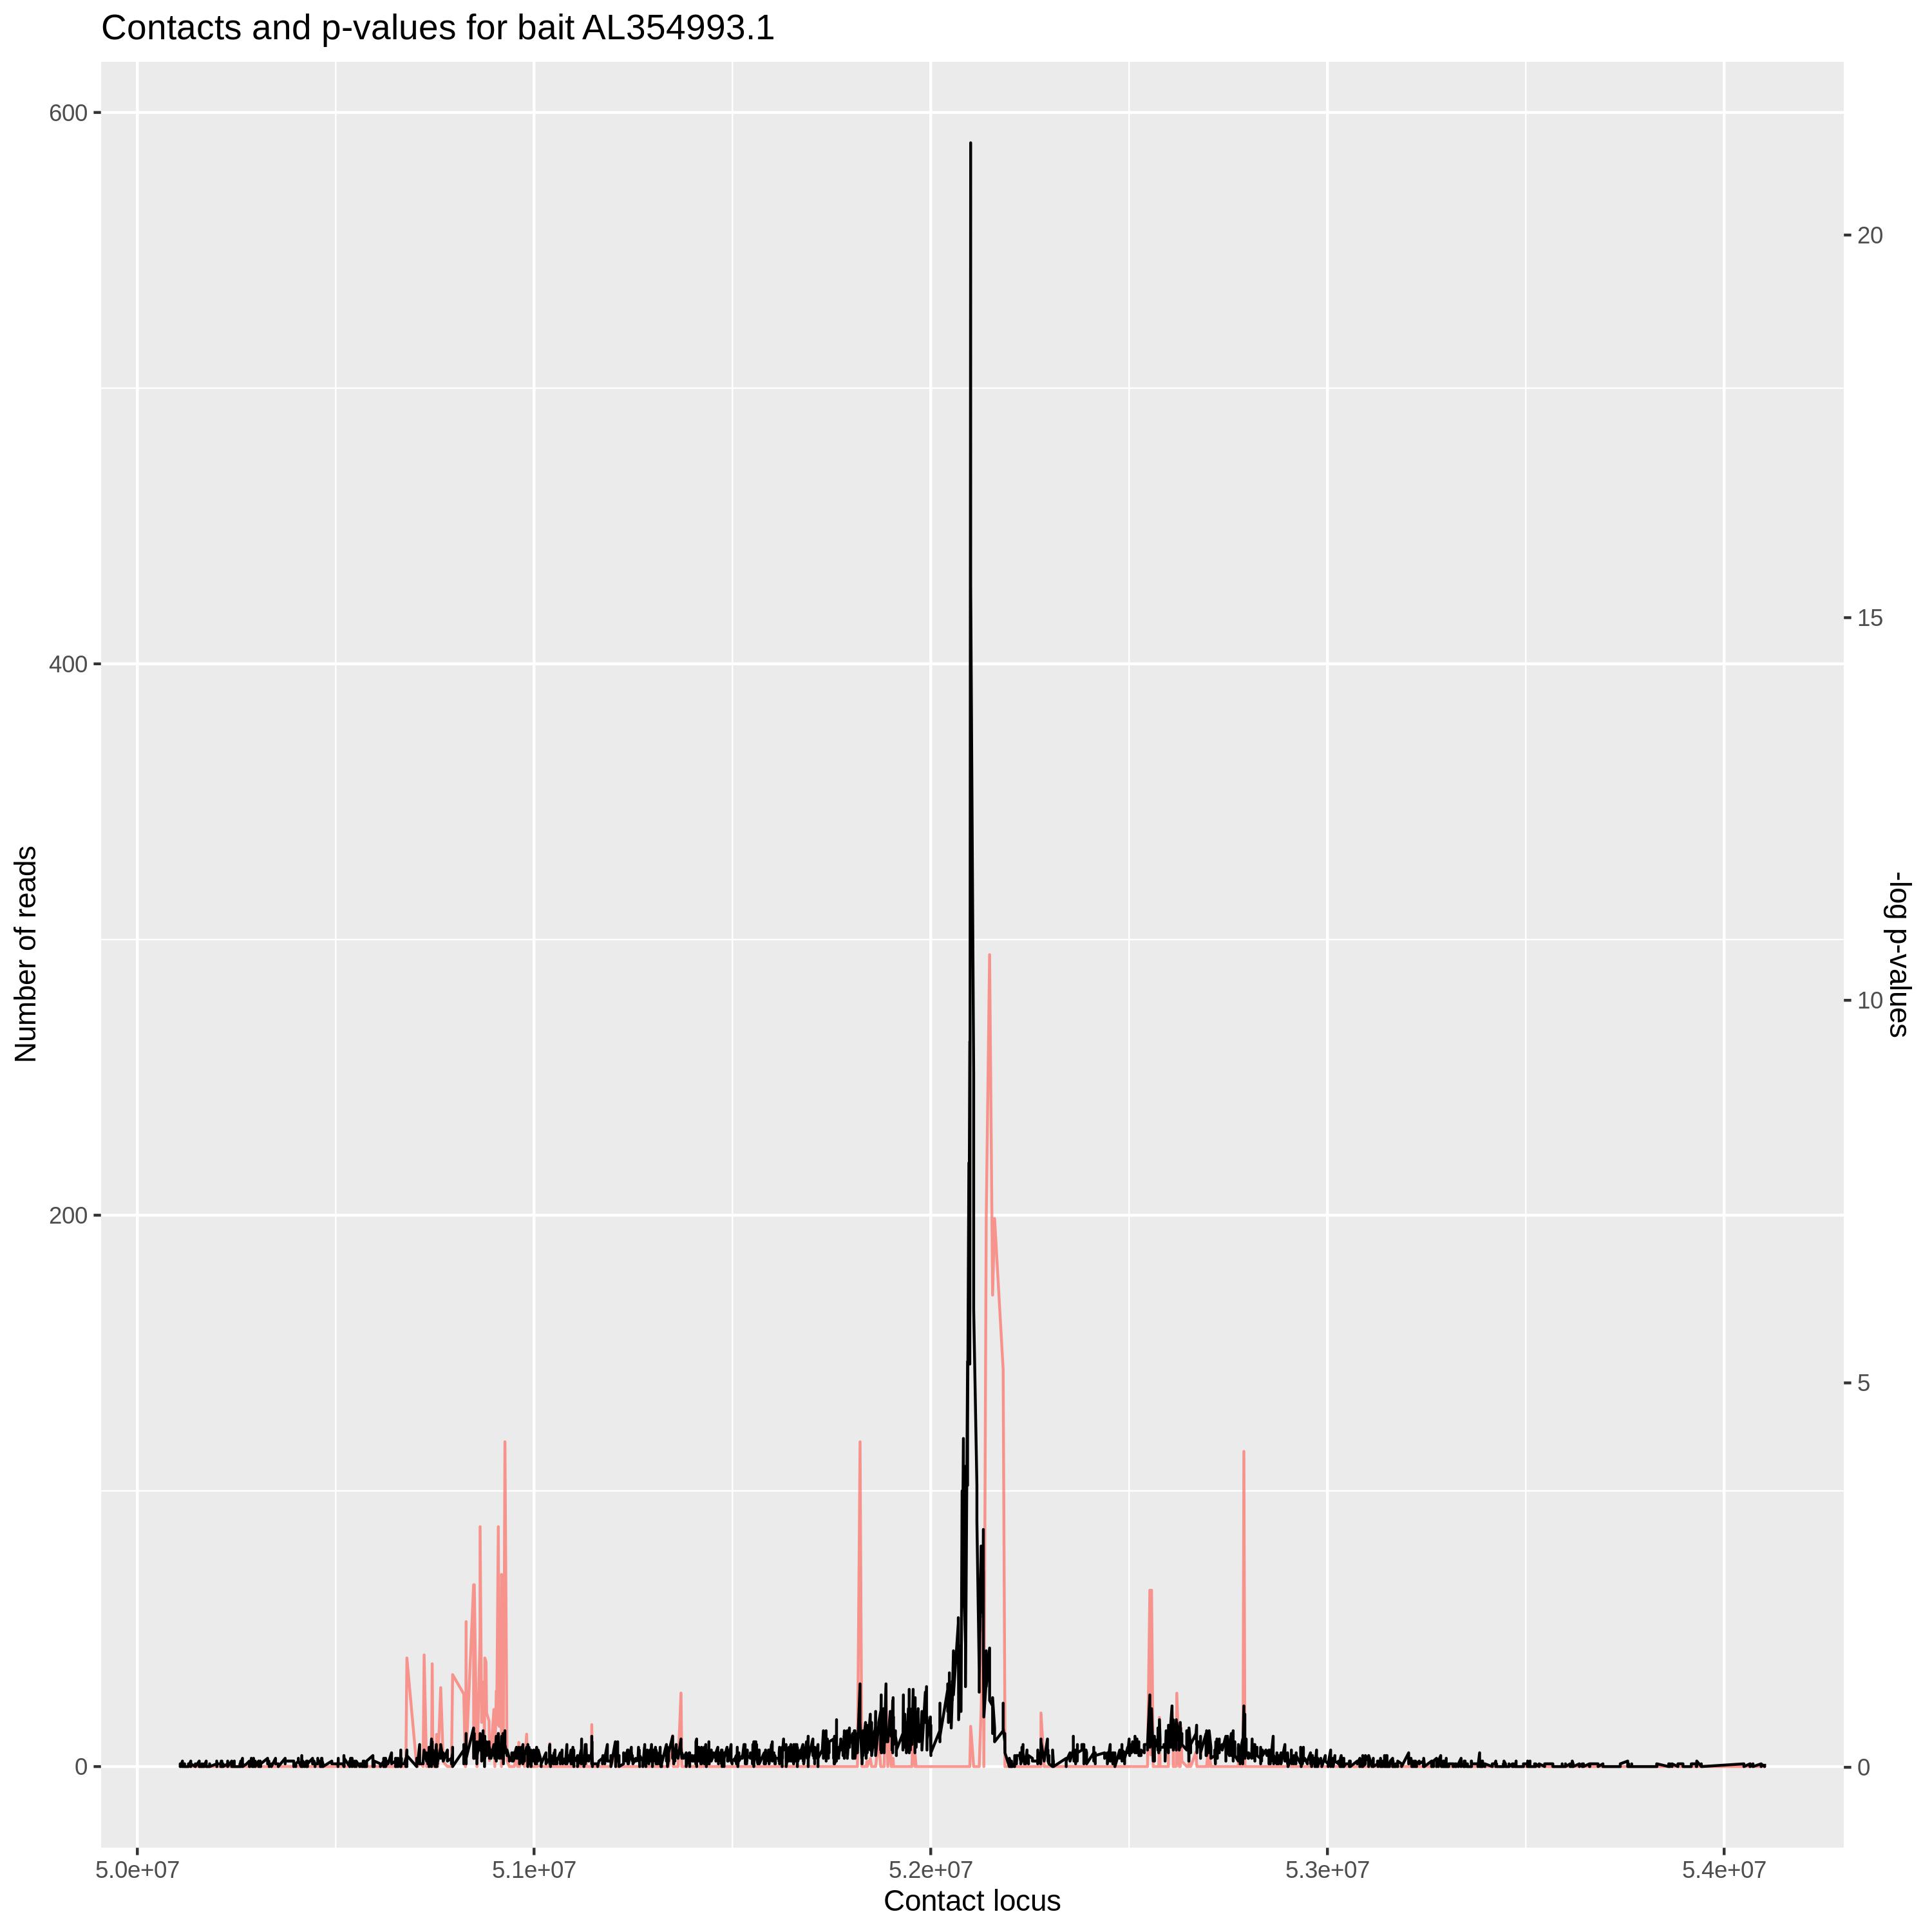 Contacts and p-values for bait AL354993.1
600
400
200
0
Number of reads
20
15
10
5
0
-log p-values
5.0e+07
5.1e+07
5.2e+07
5.3e+07
5.4e+07
Contact locus